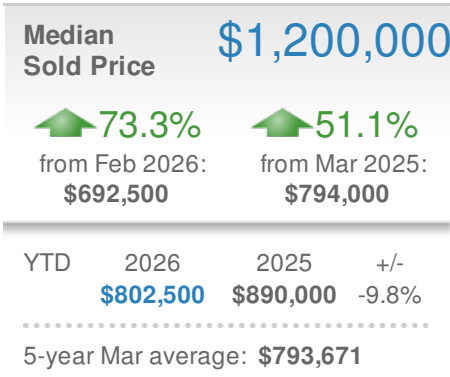 Median $1,200,000
Sold Price
73.3% 51.1%
from Feb 2026: from Mar 2025:
$692,500 $794,000
YTD 2026 2025 +/-
$802,500 $890,000 -9.8%
5-year Mar average: $793,671